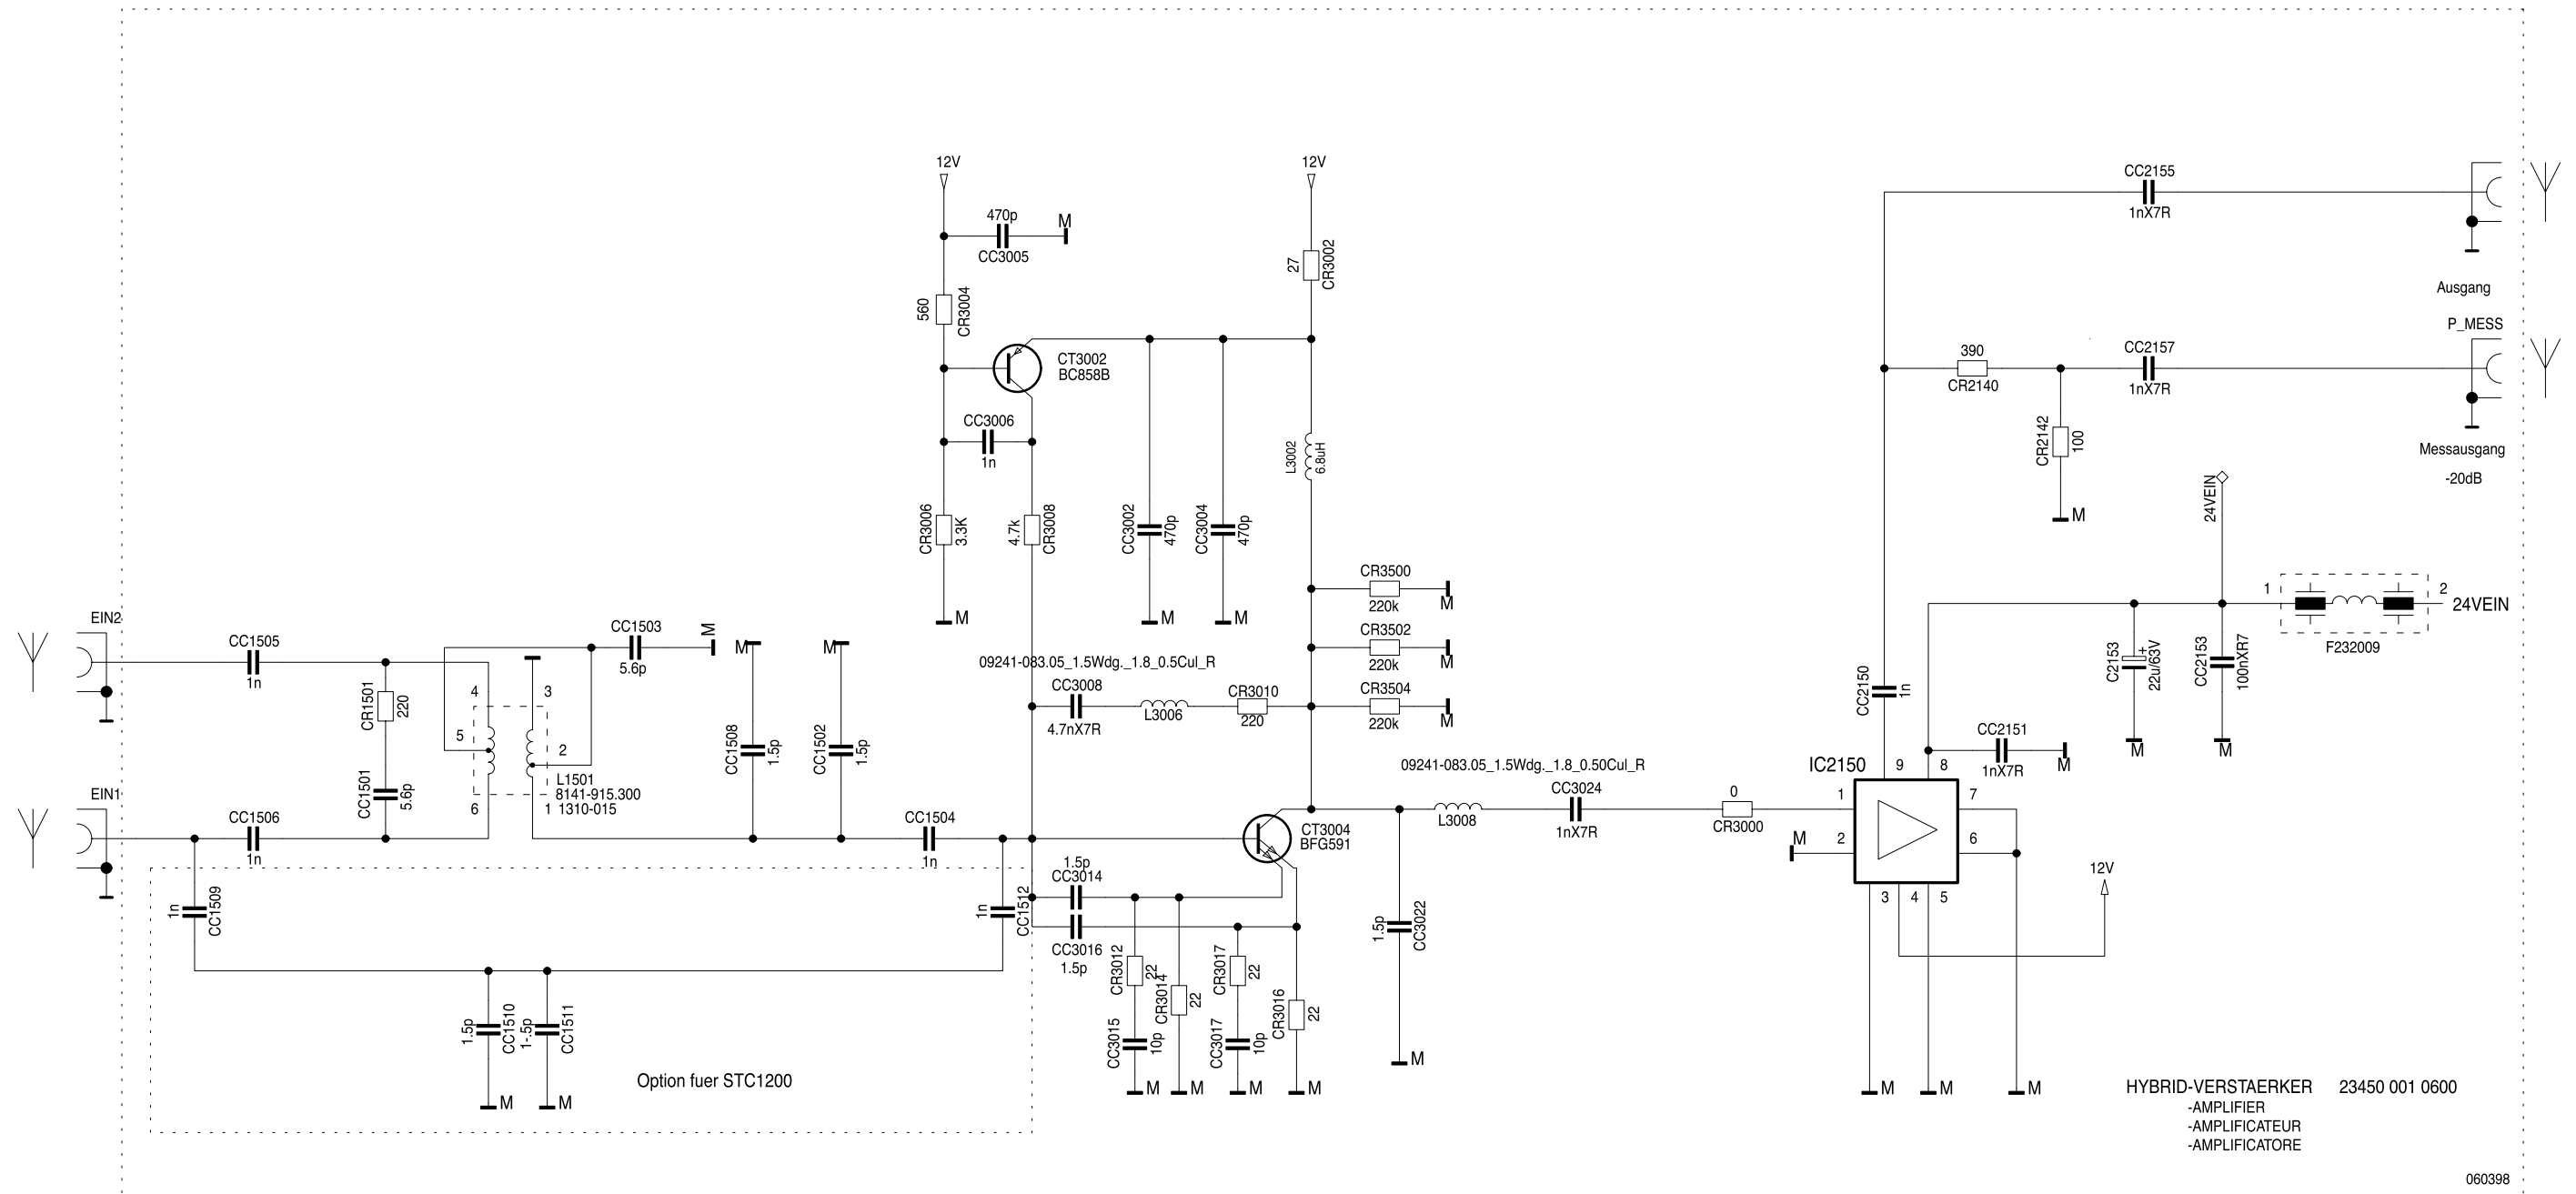 12V
12V
470p
M
CC3005
27
CR3002
560
CR3004
CT3002
BC858B
CC3006
1n
L3002
6.8uH
CR3006
3.3K
4.7k
CR3008
CC3002
470p
CC3004
470p
M
M
M
CR3500
220k
M
CR3502
220k
M
CR3504
220k
M
CC2155
1nX7R
Ausgang
P_MESS
390
CR2140
CC2157
1nX7R
CR2142
100
M
Messausgang
-20dB
24VEIN
1
2
24VEIN
F232009
C2153
+
22u/63V
M
CC2153
100nXR7
M
CC2150
1n
CC2151
1nX7R
M
EIN2
CC1505
1n
CR1501
220
CC1501
5.6p
CC1503
5.6p
M
4
3
5
2
6
1
L1501
8141-915.300
1310-015
M
CC1508
1.5p
M
CC1502
1.5p
09241-083.05_1.5Wdg._1.8_0.5Cul_R
CC3008
4.7nX7R
L3006
CR3010
220
EIN1
CC1506
1n
CC1504
1n
CT3004
BFG591
09241-083.05_1.5Wdg._1.8_0.50Cul_R
L3008
CC3024
1nX7R
0
CR3000
IC2150
9
8
1
7
M
2
6
3
4
5
12V
1n
CC1509
1n
CC1512
1.5p
CC3014
CC3016
1.5p
CR3012
22
CR3014
22
CR3017
22
CR3016
22
CC3015
10p
CC3017
10p
M
M
M
M
1.5p
CC3022
M
1.5p
CC1510
1-.5p
CC1511
M
M
Option fuer STC1200
M
M
M
HYBRID-VERSTAERKER 23450 001 0600
-AMPLIFIER
-AMPLIFICATEUR
-AMPLIFICATORE
060398